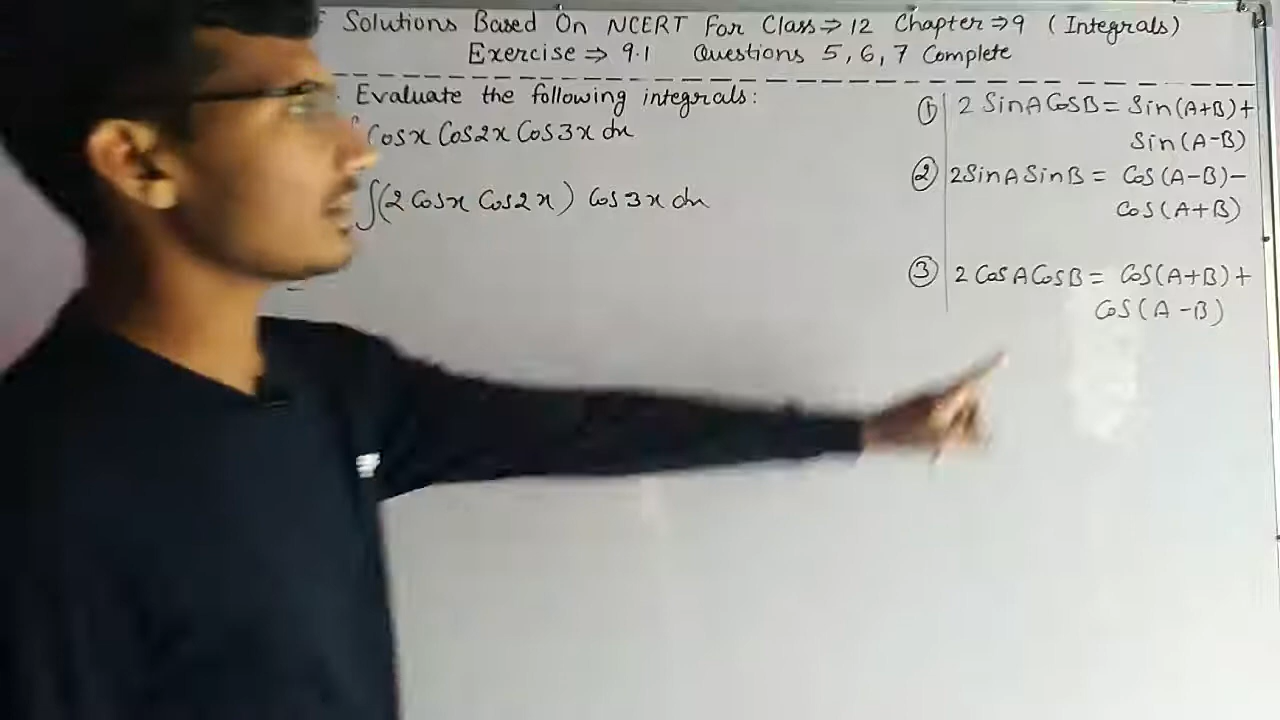 Solutions Based On NCERT For Class⇒12 Chapter⇒9 (Integrals)
Exercise⇒ 9.1 Questions 5, 6, 7 Complete
Evaluate the following integrals:
Cosx Cos2x Cos3x dx
∫(2 Cosx Cos2x) Cos3x dx
① 2 SinA CosB = Sin(A+B)+
Sin(A-B)
② 2SinA SinB = Cos(A-B)-
Cos(A+B)
③ 2 CosA CosB = Cos(A+B)+
Cos(A-B)